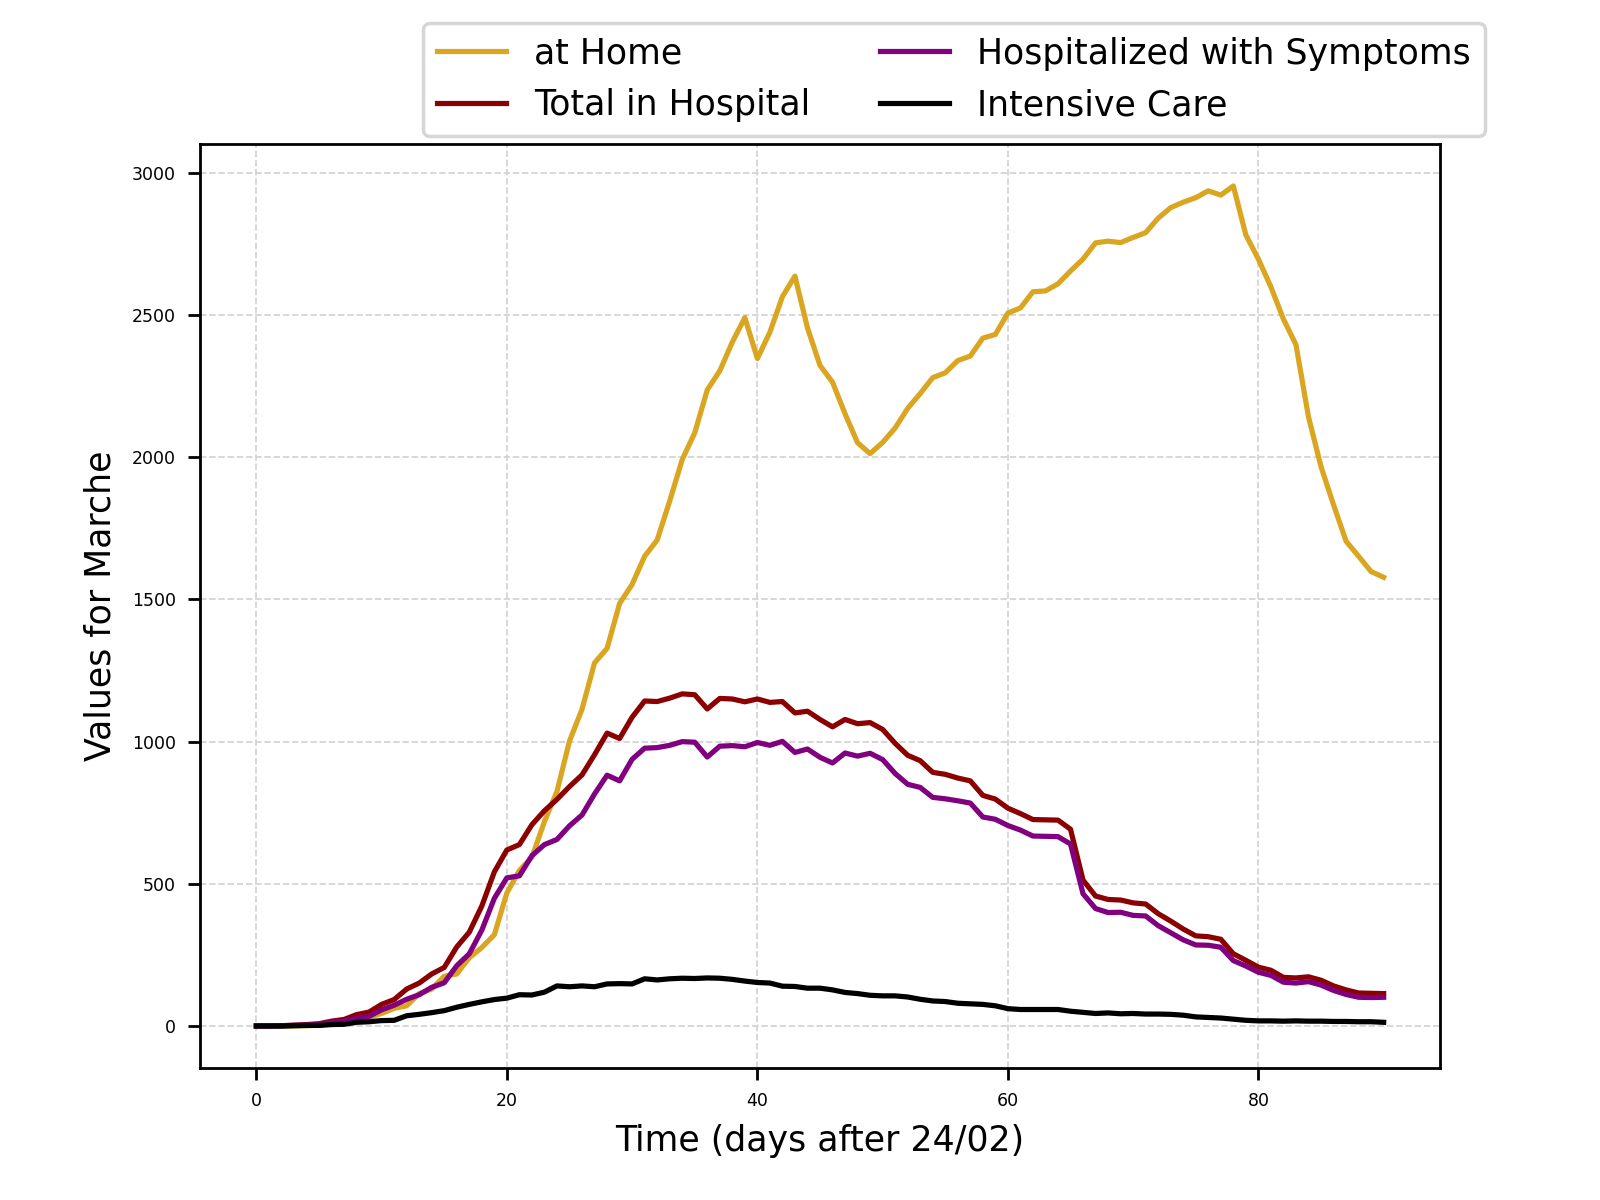 at Home
Total in Hospital
Hospitalized with Symptoms
Intensive Care
3000
2500
2000
1500
1000
500
0
Values for Marche
0 20 40 60 80
Time (days after 24/02)